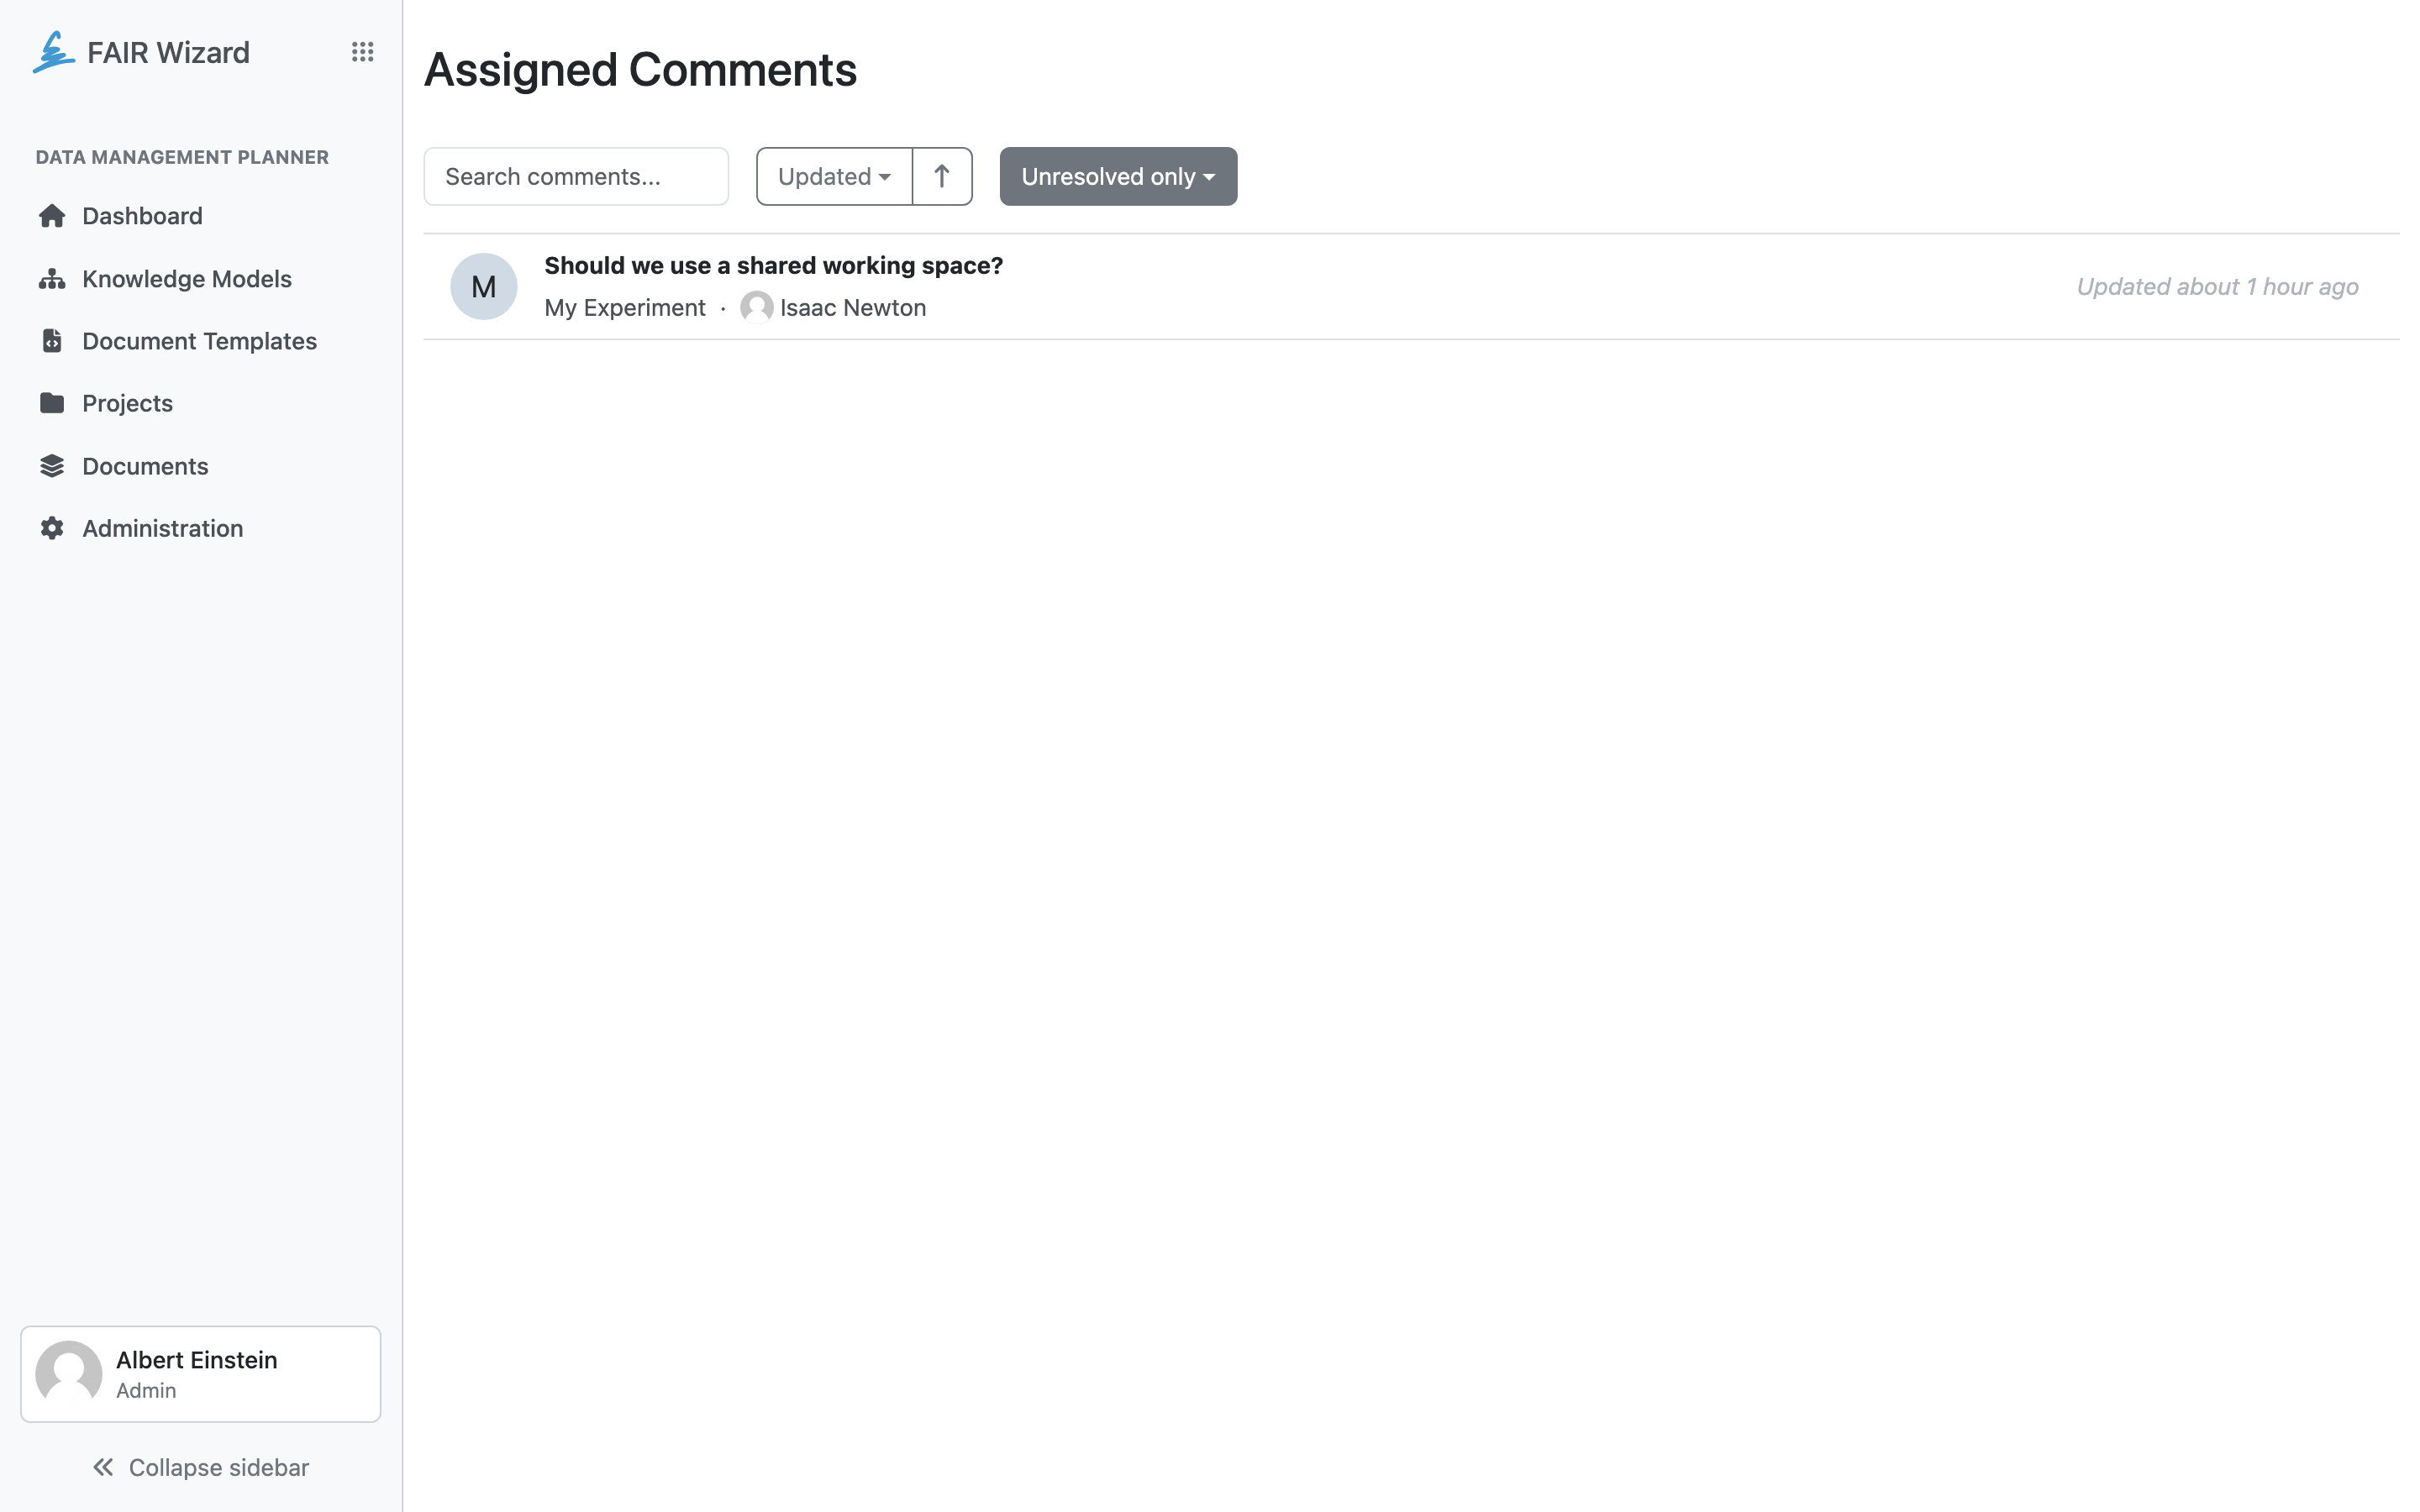 FAIR Wizard
DATA MANAGEMENT PLANNER
Dashboard
Knowledge Models
Document Templates
Projects
Documents
Administration
Albert Einstein
Admin
Collapse sidebar
Assigned Comments
Search comments...
Updated
Unresolved only
M
Should we use a shared working space?
My Experiment · Isaac Newton
Updated about 1 hour ago